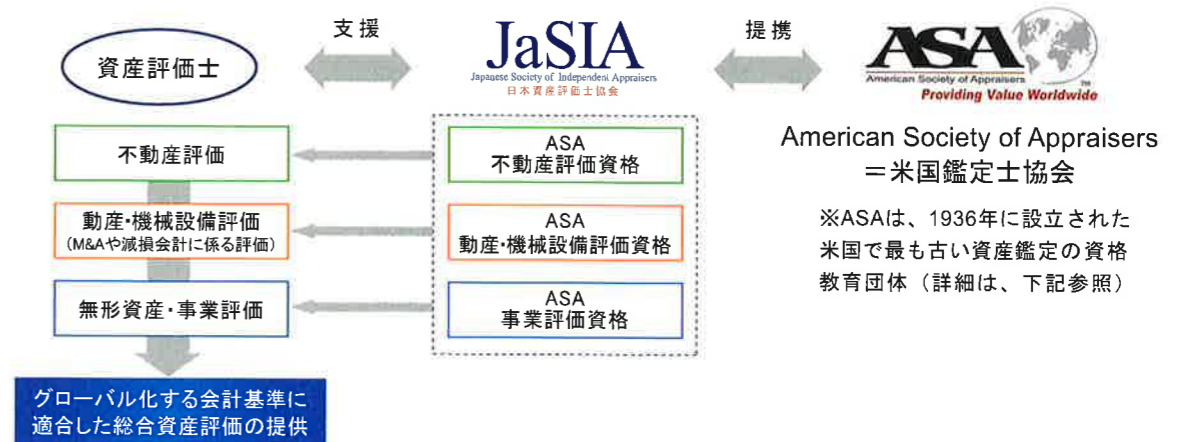 支援
提携
資産評価士
JaSIA
Japanese Society of Independent Appraisers
日本資産評価士協会
ASA
American Society of Appraisers
TM
Providing Value Worldwide
American Society of Appraisers
＝米国鑑定士協会
※ASAは、1936年に設立された
米国で最も古い資産鑑定の資格
教育団体（詳細は、下記参照）
不動産評価
ASA
不動産評価資格
動産・機械設備評価
(M&Aや減損会計に係る評価)
ASA
動産・機械設備評価資格
無形資産・事業評価
ASA
事業評価資格
グローバル化する会計基準に
適合した総合資産評価の提供